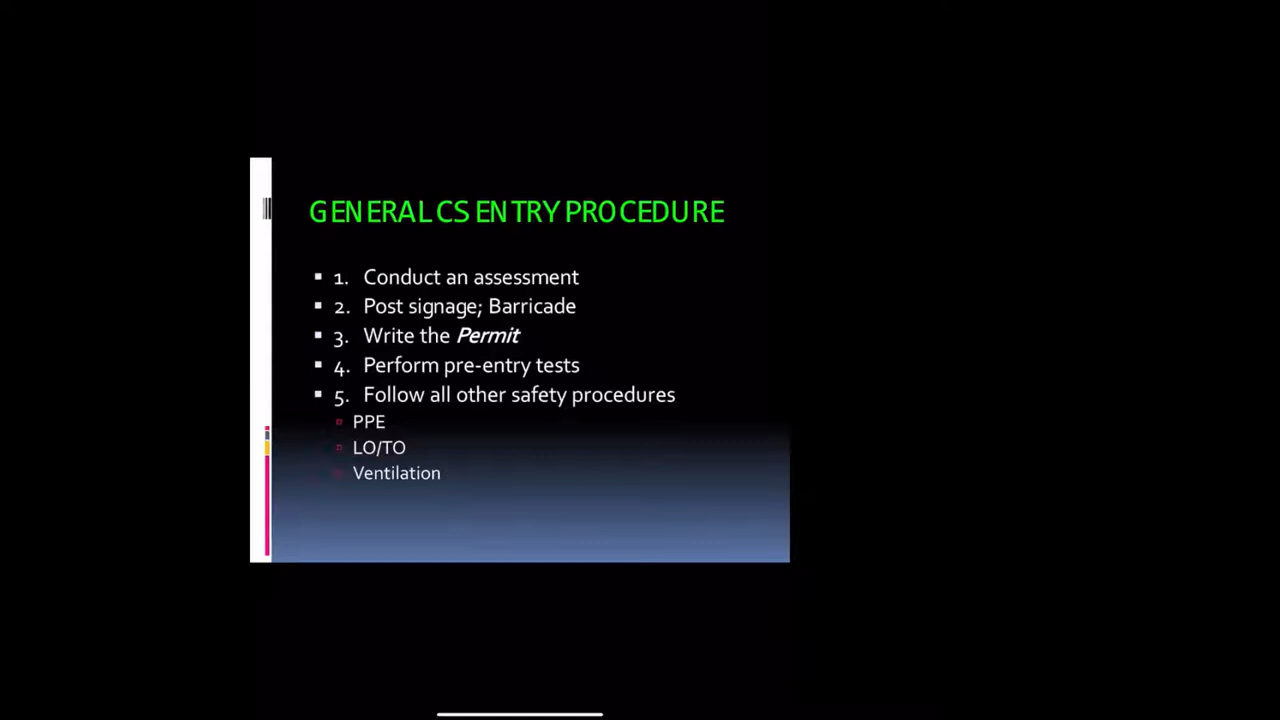 GENERAL CS ENTRY PROCEDURE
1. Conduct an assessment
2. Post signage; Barricade
3. Write the Permit
4. Perform pre-entry tests
5. Follow all other safety procedures
PPE
LO/TO
Ventilation